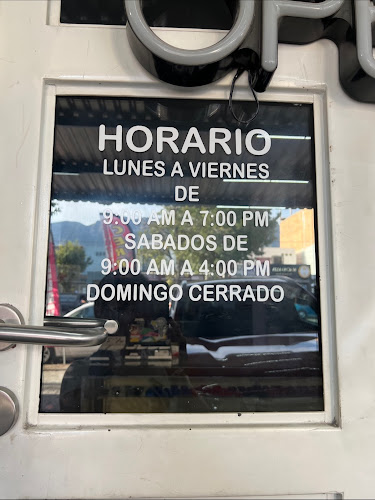 OPE
HORARIO
LUNES A VIERNES
DE
9:00 AM A 7:00 PM
SABADOS DE
9:00 AM A 4:00 PM
DOMINGO CERRADO